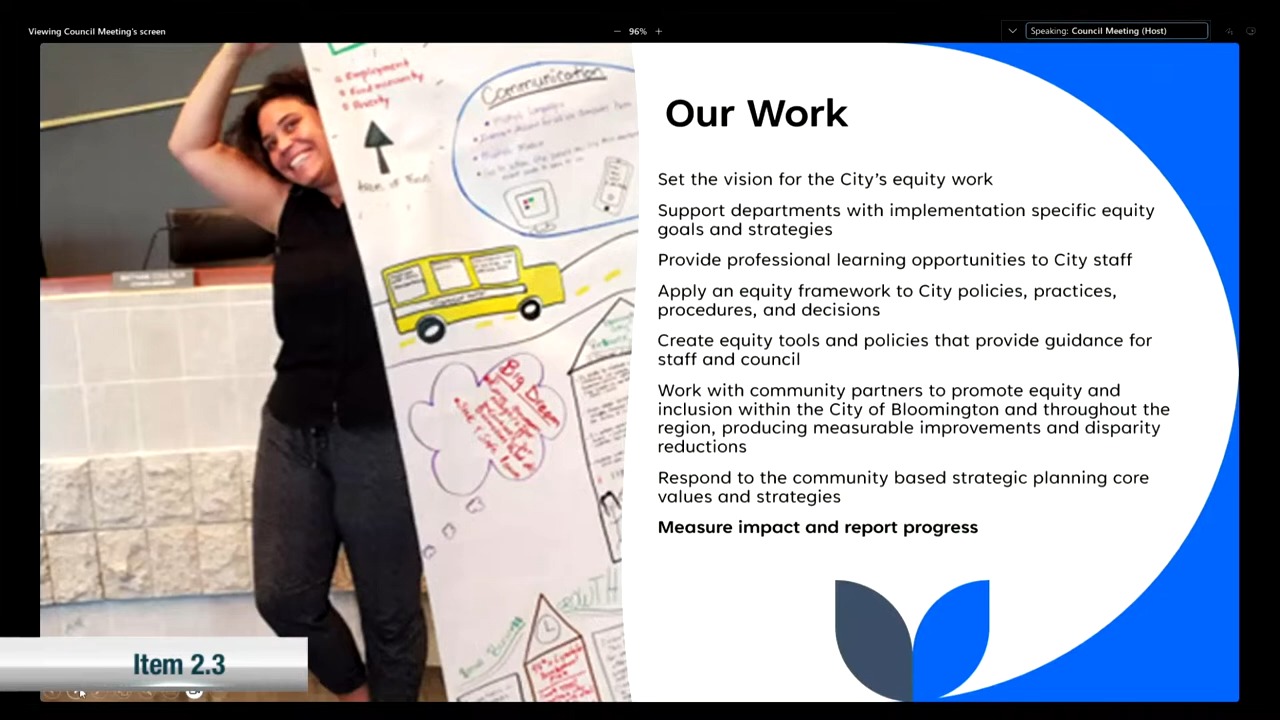 Viewing Council Meeting's screen
96%
Speaking: Council Meeting (Host)
Employment
Poverty
Communication
Big Dream
Our Work
Set the vision for the City's equity work
Support departments with implementation specific equity
goals and strategies
Provide professional learning opportunities to City staff
Apply an equity framework to City policies, practices,
procedures, and decisions
Create equity tools and policies that provide guidance for
staff and council
Work with community partners to promote equity and
inclusion within the City of Bloomington and throughout the
region, producing measurable improvements and disparity
reductions
Respond to the community based strategic planning core
values and strategies
Measure impact and report progress
Item 2.3